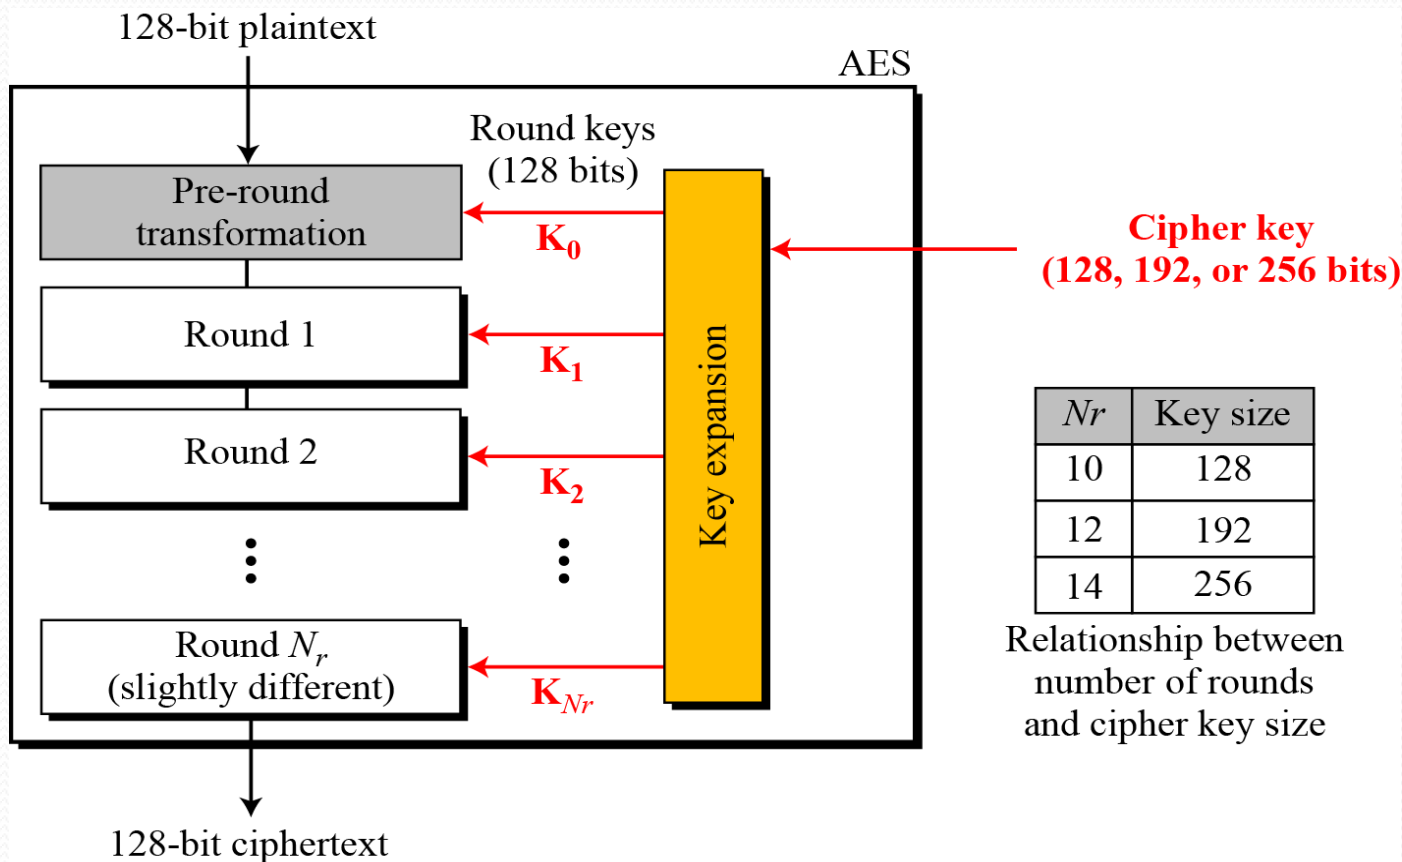 128-bit plaintext
AES
Round keys
(128 bits)
Pre-round
transformation
K0
Cipher key
(128, 192, or 256 bits)
Round 1
K1
Key expansion
Round 2
K2
Nr Key size
10 128
12 192
14 256
Relationship between
number of rounds
and cipher key size
Round Nr
(slightly different)
KNr
128-bit ciphertext